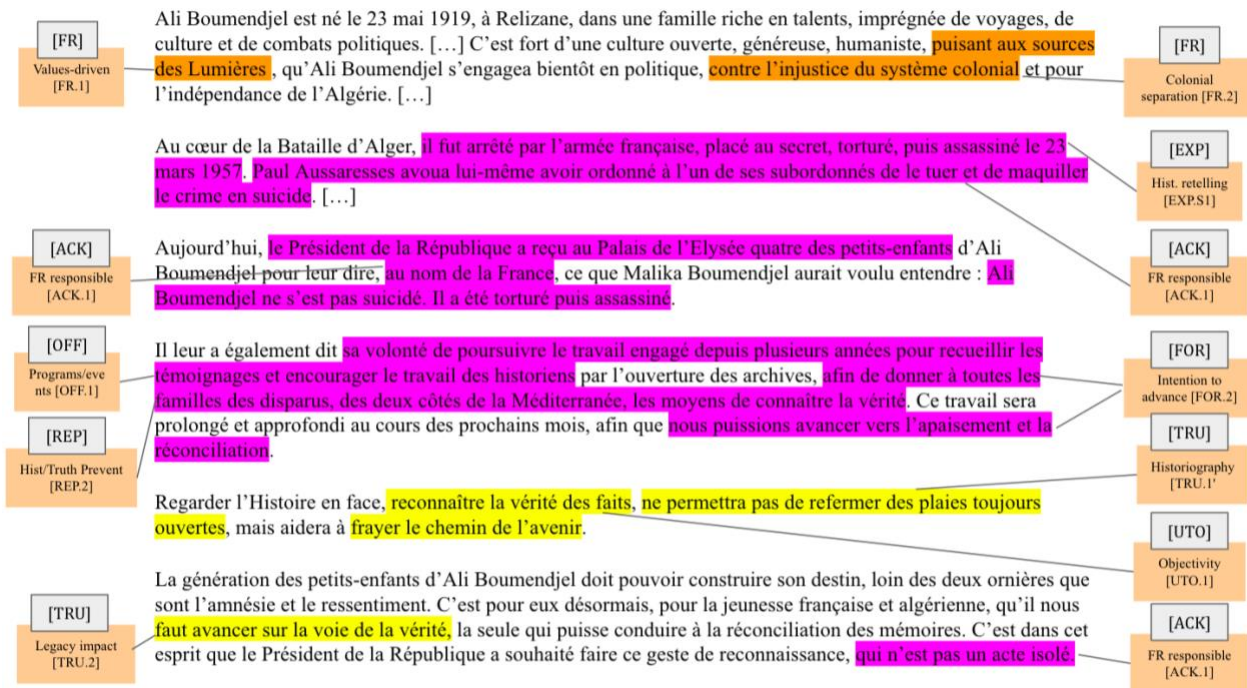 Ali Boumendjel est né le 23 mai 1919, à Relizane, dans une famille riche en talents, imprégnée de voyages, de
culture et de combats politiques. […] C’est fort d’une culture ouverte, généreuse, humaniste, puisant aux sources
des Lumières , qu’Ali Boumendjel s’engagea bientôt en politique, contre l’injustice du système colonial et pour
l’indépendance de l’Algérie. […]
[FR]
Values-driven
[FR.1]
[FR]
Colonial
separation [FR.2]
Au cœur de la Bataille d’Alger, il fut arrêté par l’armée française, placé au secret, torturé, puis assassiné le 23
mars 1957. Paul Aussaresses avoua lui-même avoir ordonné à l’un de ses subordonnés de le tuer et de maquiller
le crime en suicide. […]
[EXP]
Hist. retelling
[EXP.S1]
Aujourd’hui, le Président de la République a reçu au Palais de l’Elysée quatre des petits-enfants d’Ali
Boumendjel pour leur dire, au nom de la France, ce que Malika Boumendjel aurait voulu entendre : Ali
Boumendjel ne s’est pas suicidé. Il a été torturé puis assassiné.
[ACK]
FR responsible
[ACK.1]
[ACK]
FR responsible
[ACK.1]
Il leur a également dit sa volonté de poursuivre le travail engagé depuis plusieurs années pour recueillir les
témoignages et encourager le travail des historiens par l’ouverture des archives, afin de donner à toutes les
familles des disparus, des deux côtés de la Méditerranée, les moyens de connaître la vérité. Ce travail sera
prolongé et approfondi au cours des prochains mois, afin que nous puissions avancer vers l’apaisement et la
réconciliation.
[OFF]
Programs/eve
nts [OFF.1]
[REP]
Hist/Truth Prevent
[REP.2]
[FOR]
Intention to
advance [FOR.2]
[TRU]
Historiography
[TRU.1'
Regarder l’Histoire en face, reconnaître la vérité des faits, ne permettra pas de refermer des plaies toujours
ouvertes, mais aidera à frayer le chemin de l’avenir.
[UTO]
Objectivity
[UTO.1]
La génération des petits-enfants d’Ali Boumendjel doit pouvoir construire son destin, loin des deux ornières que
sont l’amnésie et le ressentiment. C’est pour eux désormais, pour la jeunesse française et algérienne, qu’il nous
faut avancer sur la voie de la vérité, la seule qui puisse conduire à la réconciliation des mémoires. C’est dans cet
esprit que le Président de la République a souhaité faire ce geste de reconnaissance, qui n’est pas un acte isolé.
[TRU]
Legacy impact
[TRU.2]
[ACK]
FR responsible
[ACK.1]